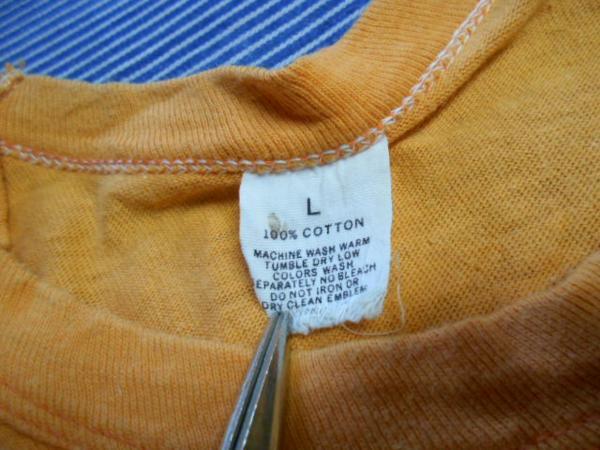 L
100% COTTON
MACHINE WASH WARM
TUMBLE DRY LOW
COLORS WASH
EPARATELY NO BLEACH
DO NOT IRON OR
DRY CLEAN EMBLEM